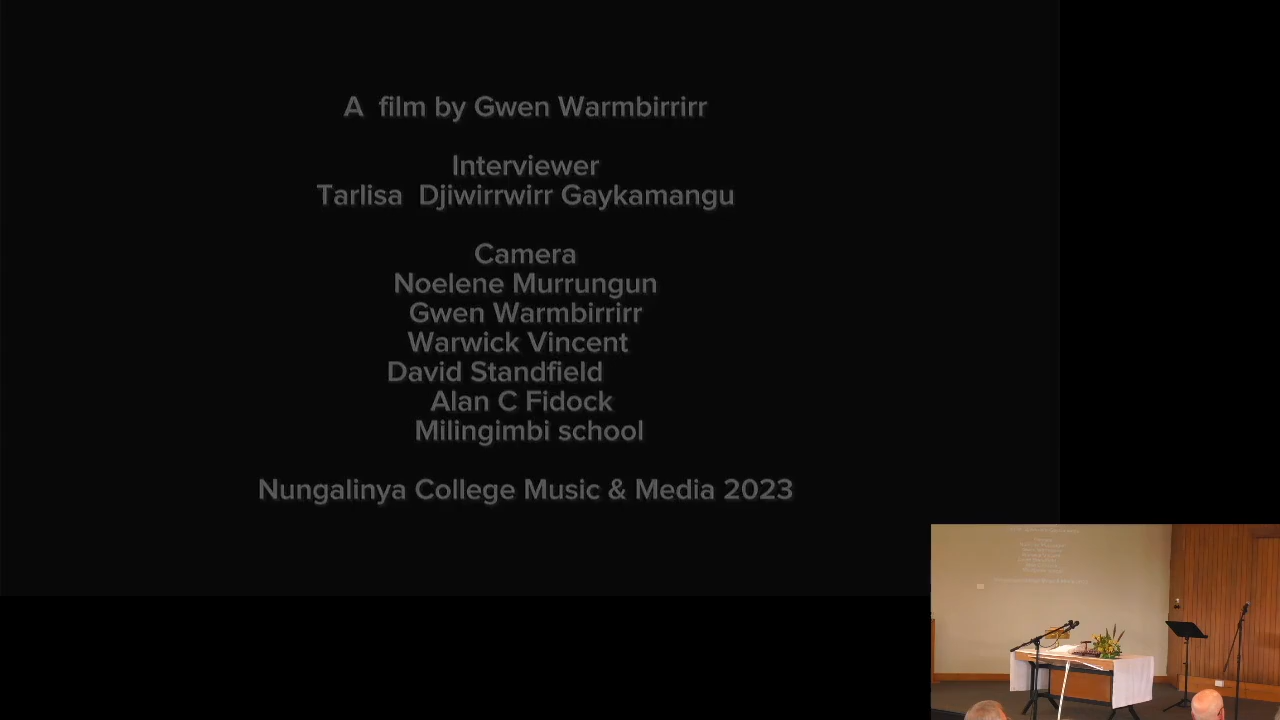 A film by Gwen Warmbirrirr
Interviewer
Tarlisa Djiwirrwirr Gaykamangu
Camera
Noelene Murrungun
Gwen Warmbirrirr
Warwick Vincent
David Standfield
Alan C Fidock
Milingimbi school
Nungalinya College Music & Media 2023